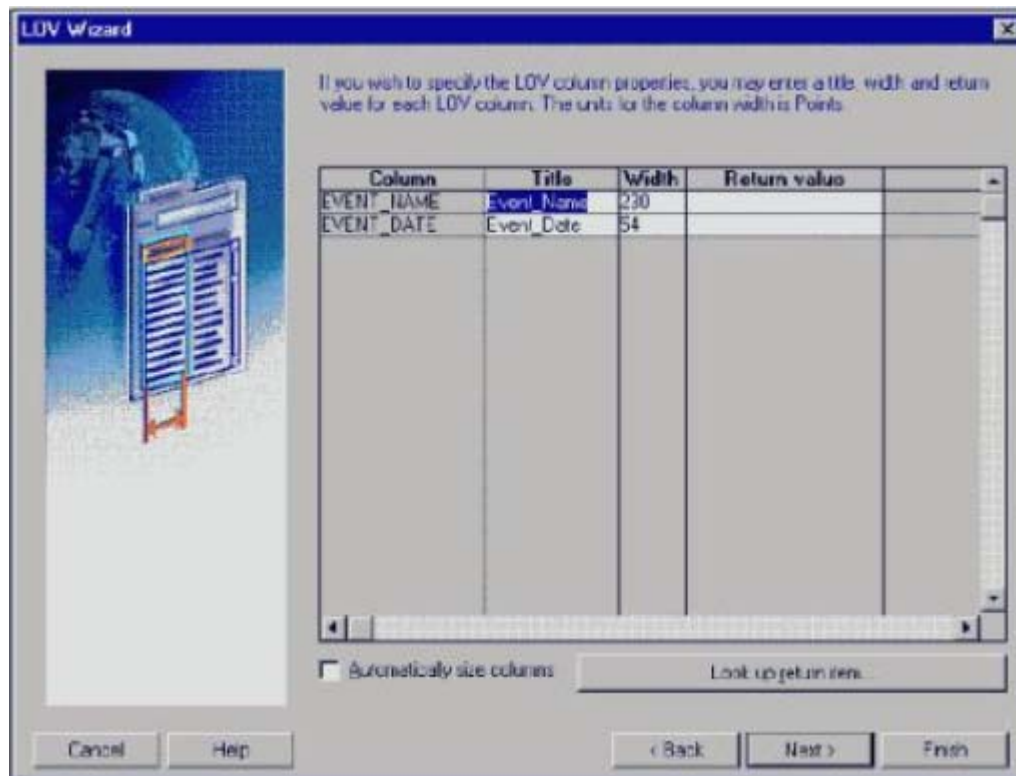 LOV Wizard
If you wish to specify the LOV column properties, you may enter a title, width and return
value for each LOV column. The units for the column width is Points
Column Title Width Return value
EVENT_NAME Event_Name 230
EVENT_DATE Event_Date 54
Automatically size columns Look up return item...
Cancel Help < Back Next > Finish